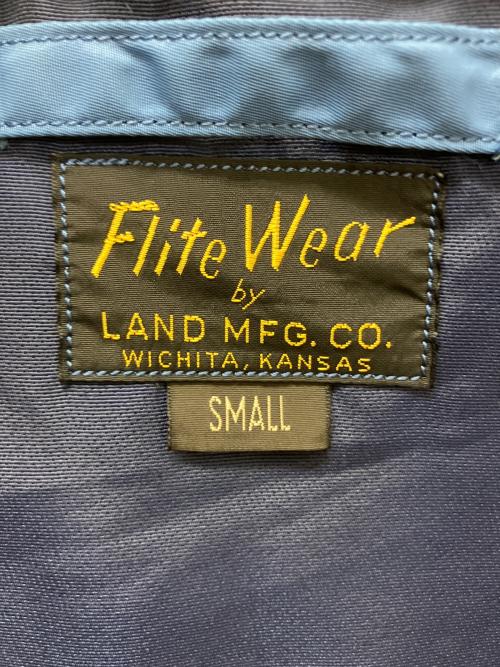 Flite Wear
by
LAND MFG. CO.
WICHITA, KANSAS
SMALL